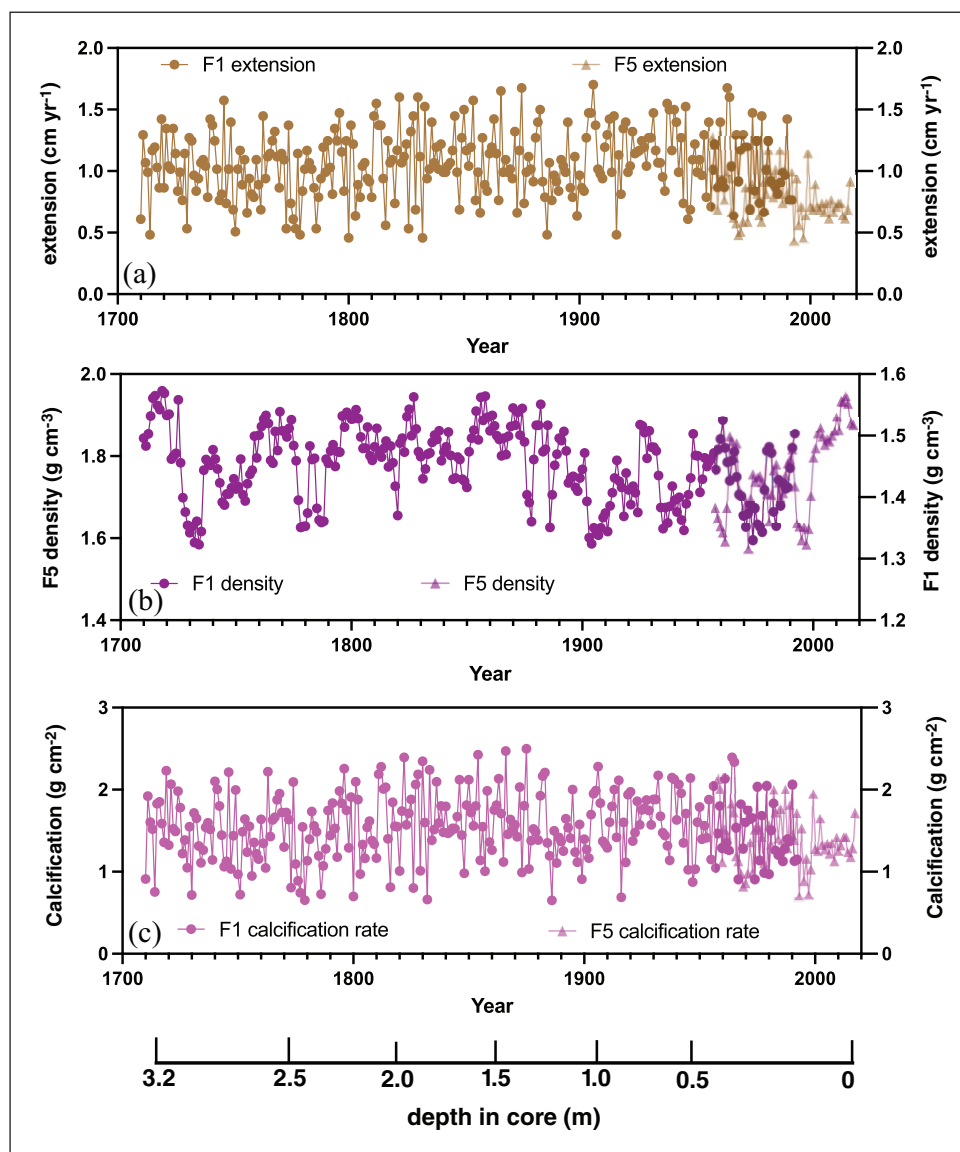 F1 extension F5 extension
2.0 2.0
1.5 1.5
1.0 1.0
0.5 0.5
0.0 0.0
extension (cm yr-1)
extension (cm yr-1)
(a)
1700 1800 1900 2000
Year
2.0 1.6
1.8 1.5
1.4
1.6 1.3
1.4 1.2
F5 density (g cm-3)
F1 density (g cm-3)
F1 density F5 density
(b)
1700 1800 1900 2000
Year
3 3
2 2
1 1
0 0
Calcification (g cm-2)
Calcification (g cm-2)
F1 calcification rate F5 calcification rate
(c)
1700 1800 1900 2000
Year
3.2 2.5 2.0 1.5 1.0 0.5 0
depth in core (m)